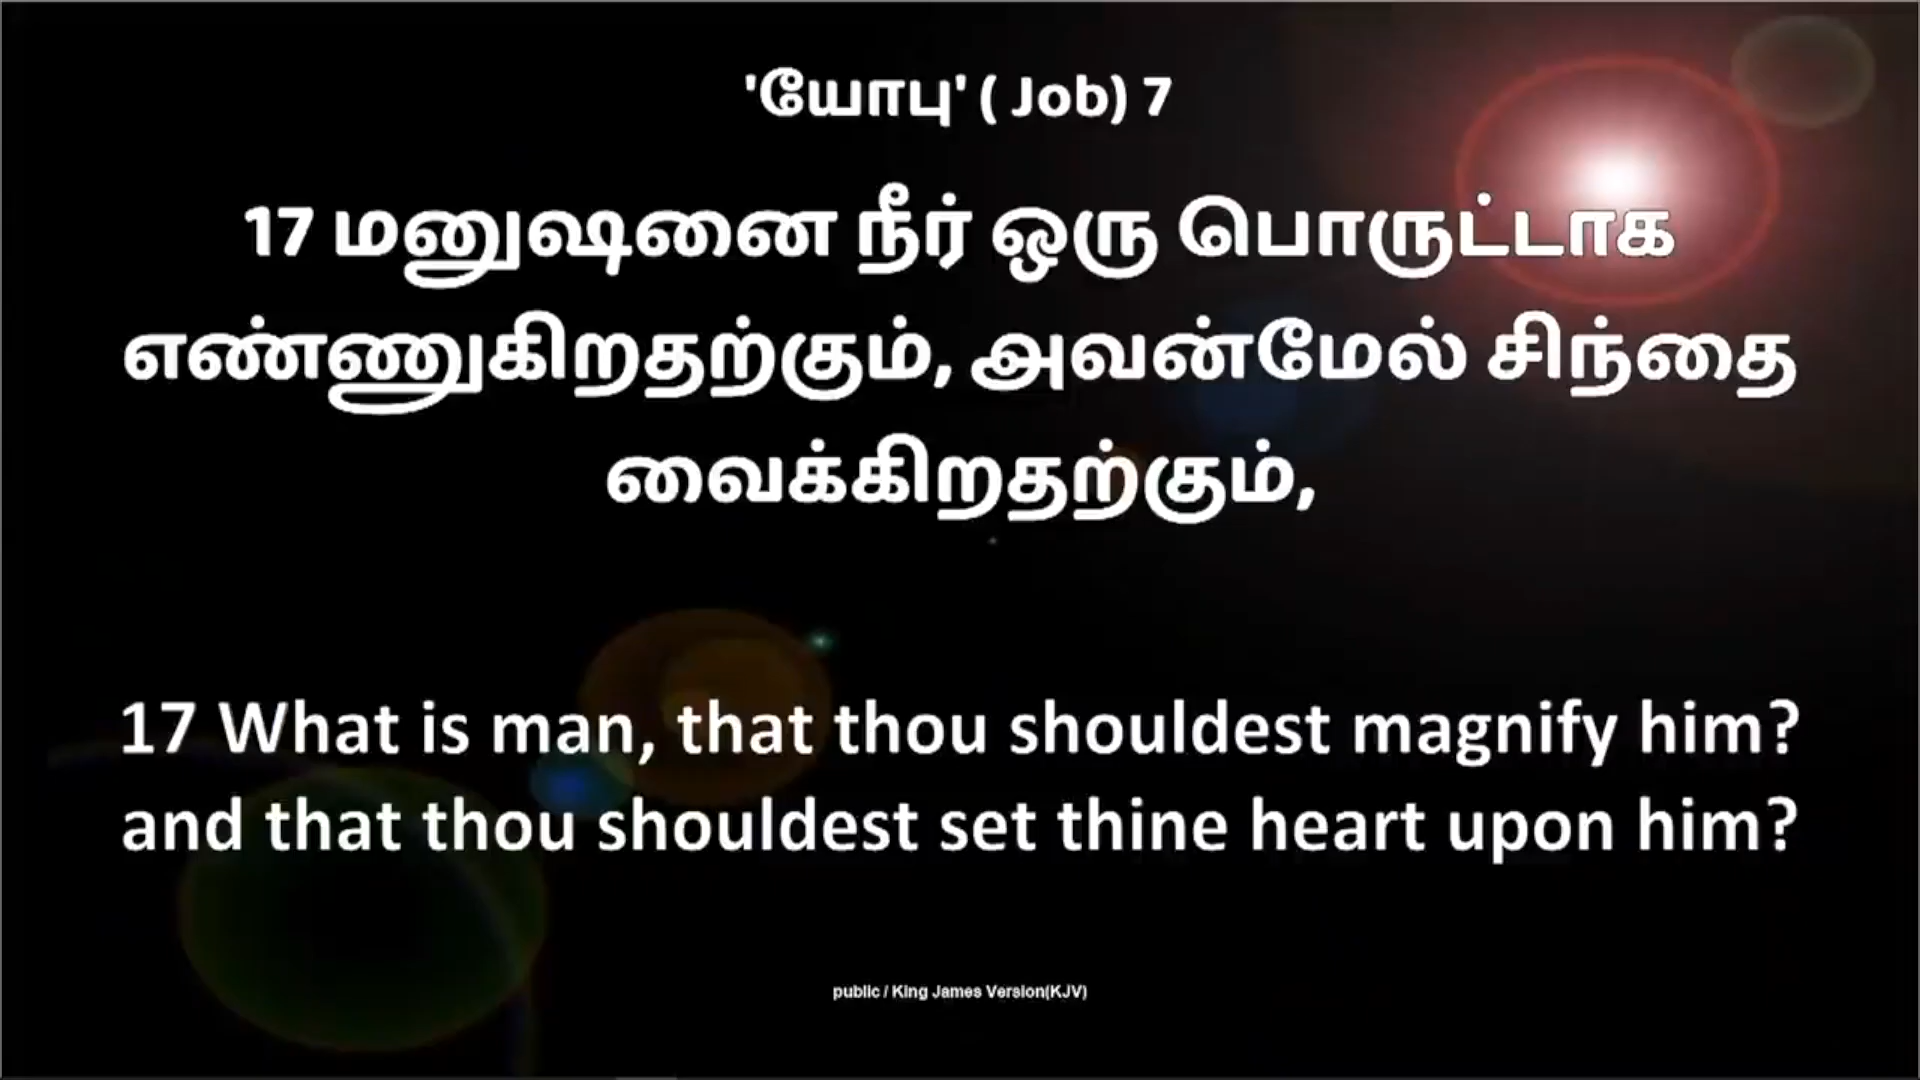 'யோபு' ( Job) 7
17 மனுஷனை நீர் ஒரு பொருட்டாக
எண்ணுகிறதற்கும், அவன்மேல் சிந்தை
வைக்கிறதற்கும்,
17 What is man, that thou shouldest magnify him?
and that thou shouldest set thine heart upon him?
public / King James Version(KJV)